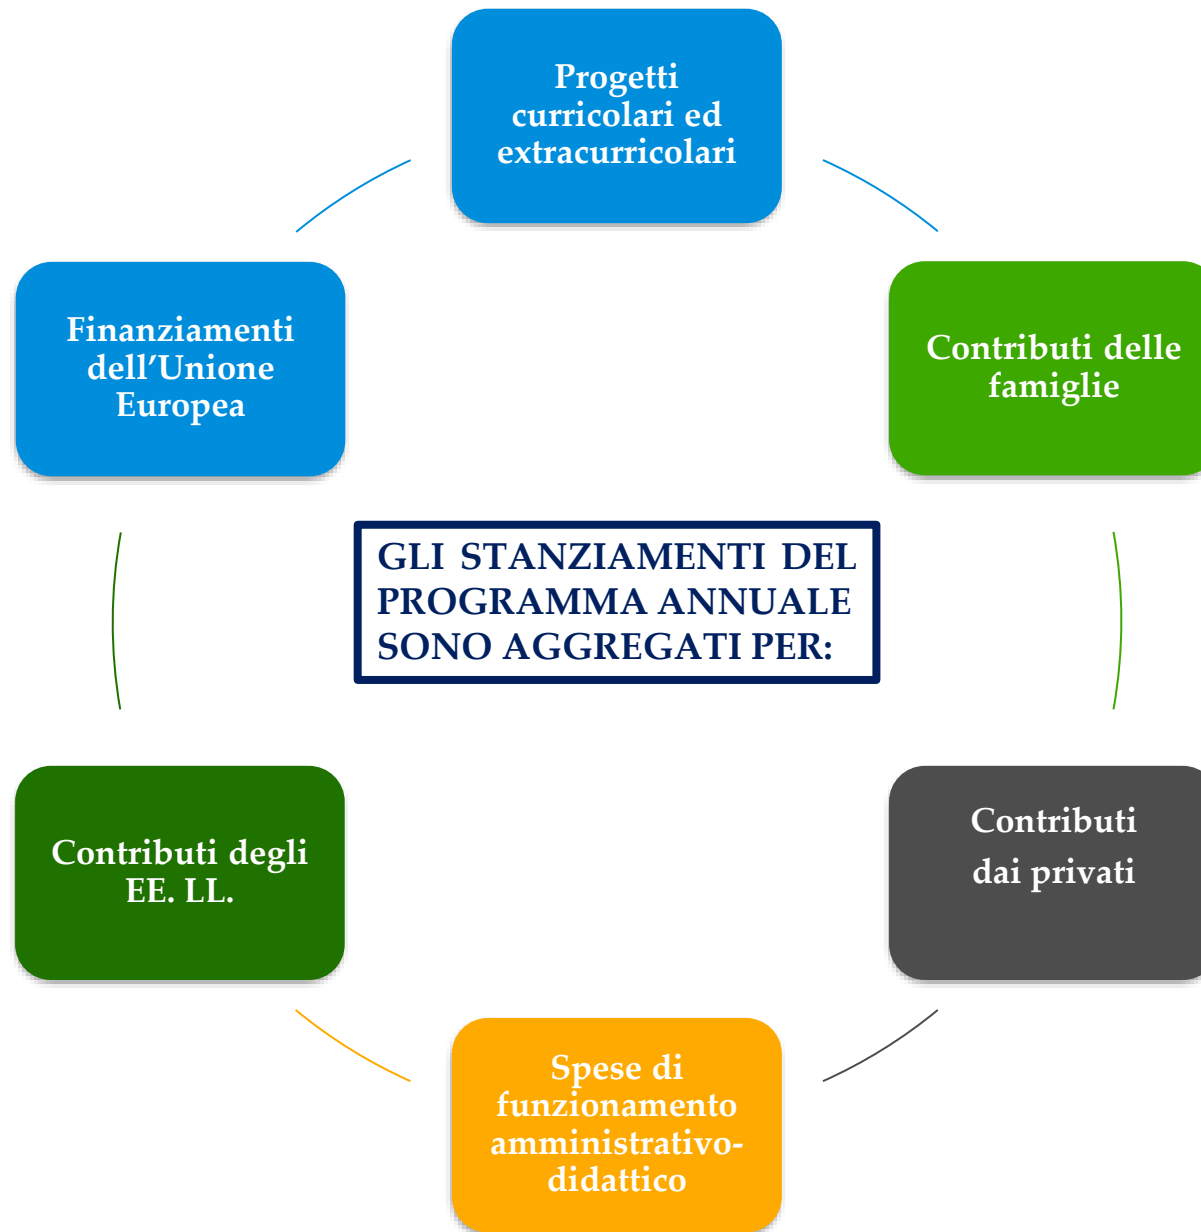 Progetti
curricolari ed
extracurricolari
Finanziamenti
dell’Unione
Europea
Contributi delle
famiglie
GLI STANZIAMENTI DEL
PROGRAMMA ANNUALE
SONO AGGREGATI PER:
Contributi degli
EE. LL.
Contributi
dai privati
Spese di
funzionamento
amministrativo-
didattico